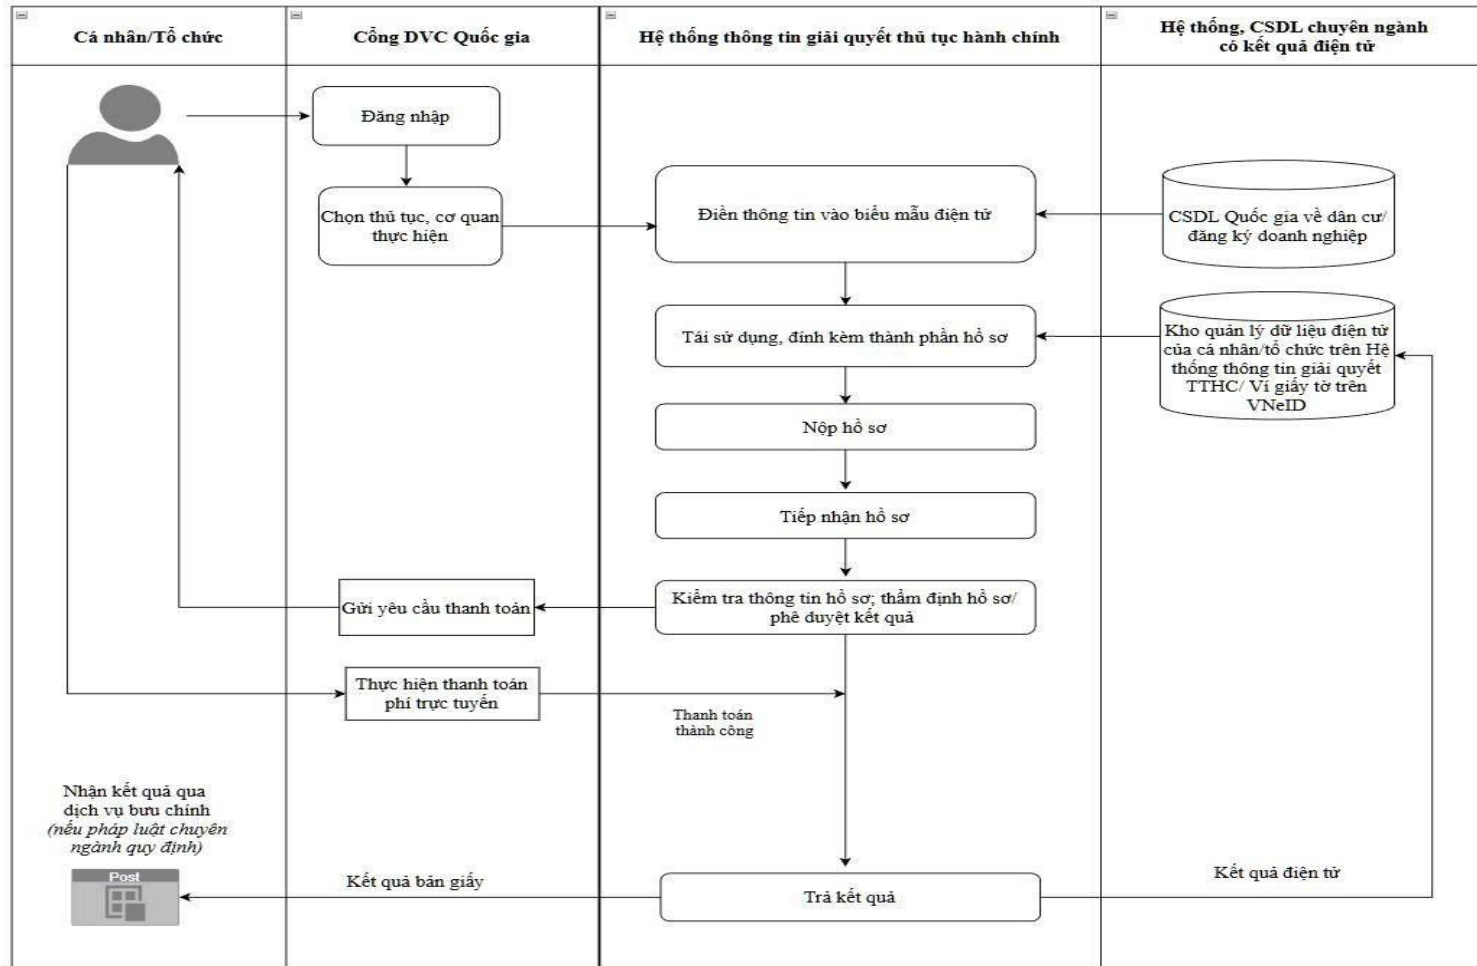 Cá nhân/Tổ chức
Cổng DVC Quốc gia
Hệ thống thông tin giải quyết thủ tục hành chính
Hệ thống, CSDL chuyên ngành
có kết quả điện tử
Đăng nhập
Chọn thủ tục, cơ quan
thực hiện
Điền thông tin vào biểu mẫu điện tử
CSDL Quốc gia về dân cư/
đăng ký doanh nghiệp
Tái sử dụng, đính kèm thành phần hồ sơ
Kho quản lý dữ liệu điện tử
của cá nhân/tổ chức trên Hệ
thống thông tin giải quyết
TTHC/ Ví giấy tờ trên
VNeID
Nộp hồ sơ
Tiếp nhận hồ sơ
Gửi yêu cầu thanh toán
Kiểm tra thông tin hồ sơ; thẩm định hồ sơ/
phê duyệt kết quả
Thực hiện thanh toán
phí trực tuyến
Thanh toán
thành công
Nhận kết quả qua
dịch vụ bưu chính
(nếu pháp luật chuyên
ngành quy định)
Post
Kết quả bản giấy
Trả kết quả
Kết quả điện tử